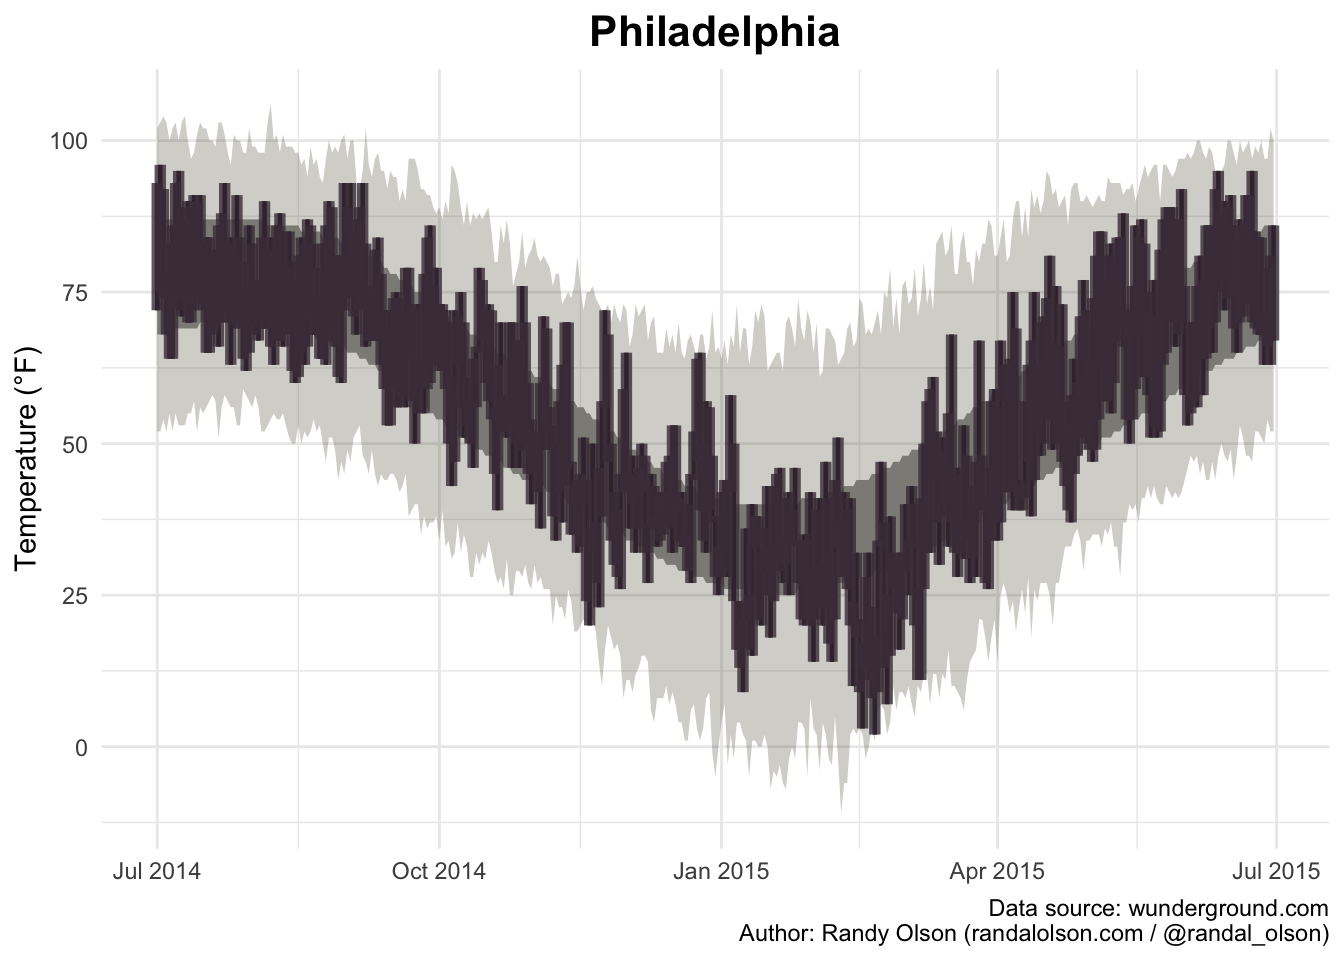 Philadelphia
Temperature (°F)
100
75
50
25
0
Jul 2014
Oct 2014
Jan 2015
Apr 2015
Jul 2015
Data source: wunderground.com
Author: Randy Olson (randalolson.com / @randal_olson)